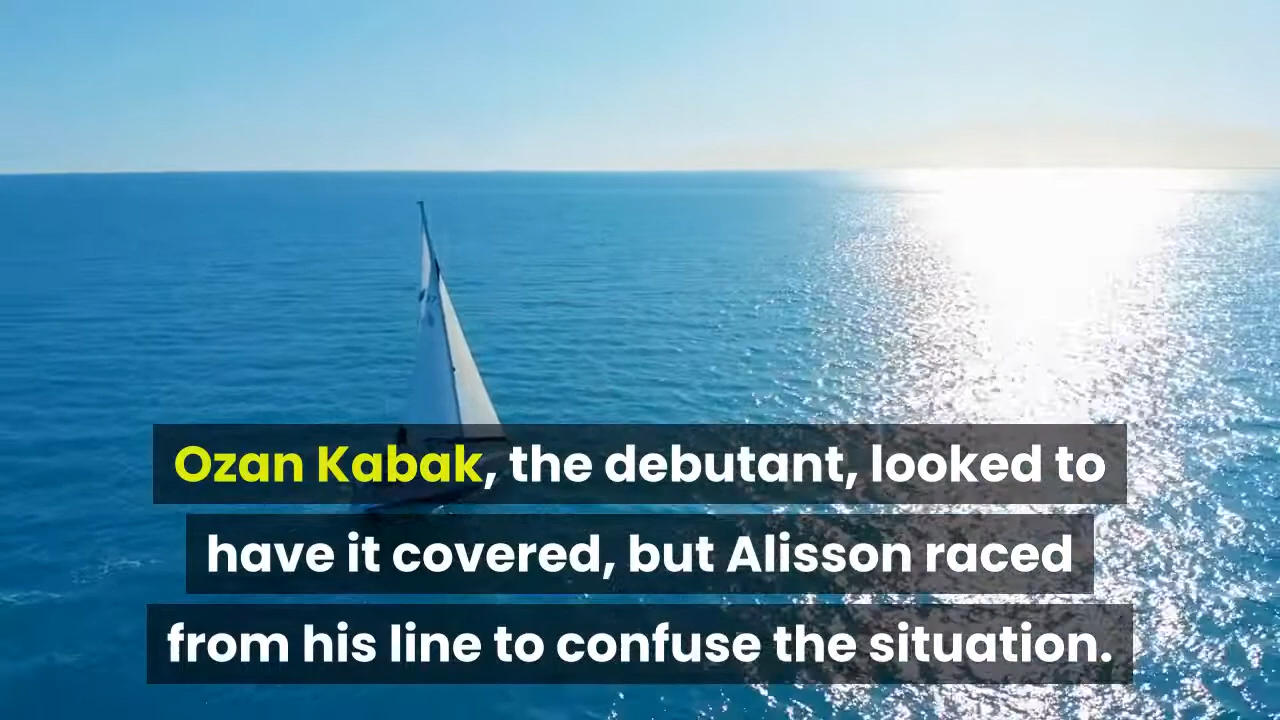 Ozan Kabak, the debutant, looked to
have it covered, but Alisson raced
from his line to confuse the situation.